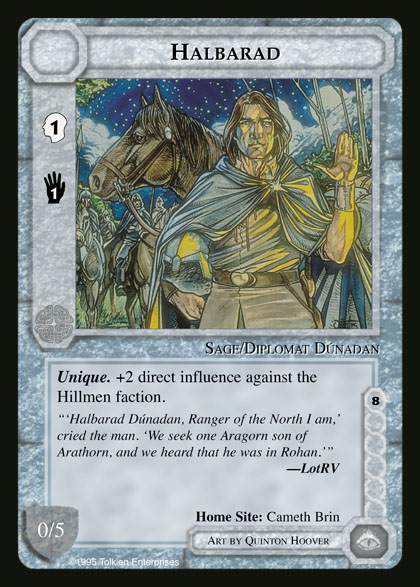 HALBARAD
1
1
SAGE/DIPLOMAT DÚNADAN
Unique. +2 direct influence against the
Hillmen faction.
8
“‘Halbarad Dúnadan, Ranger of the North I am,’
cried the man. ‘We seek one Aragorn son of
Arathorn, and we heard that he was in Rohan.’”
—LotRV
Home Site: Cameth Brin
0/5
ART BY QUINTON HOOVER
©1995 Tolkien Enterprises